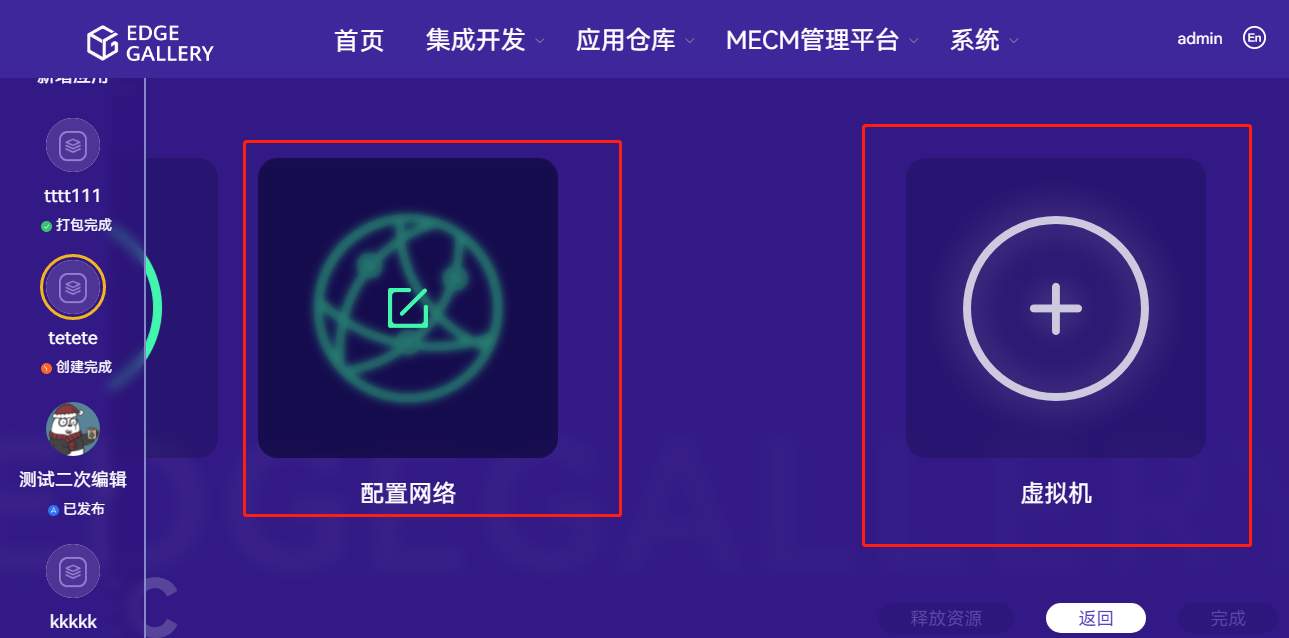 EDGE
GALLERY
首页
集成开发
应用仓库
MECM管理平台
系统
admin
En
新增应用
tttt111
打包完成
tetete
创建完成
测试二次编辑
已发布
kkkkk
配置网络
虚拟机
EDGEGALLERY
C
释放资源
返回
完成